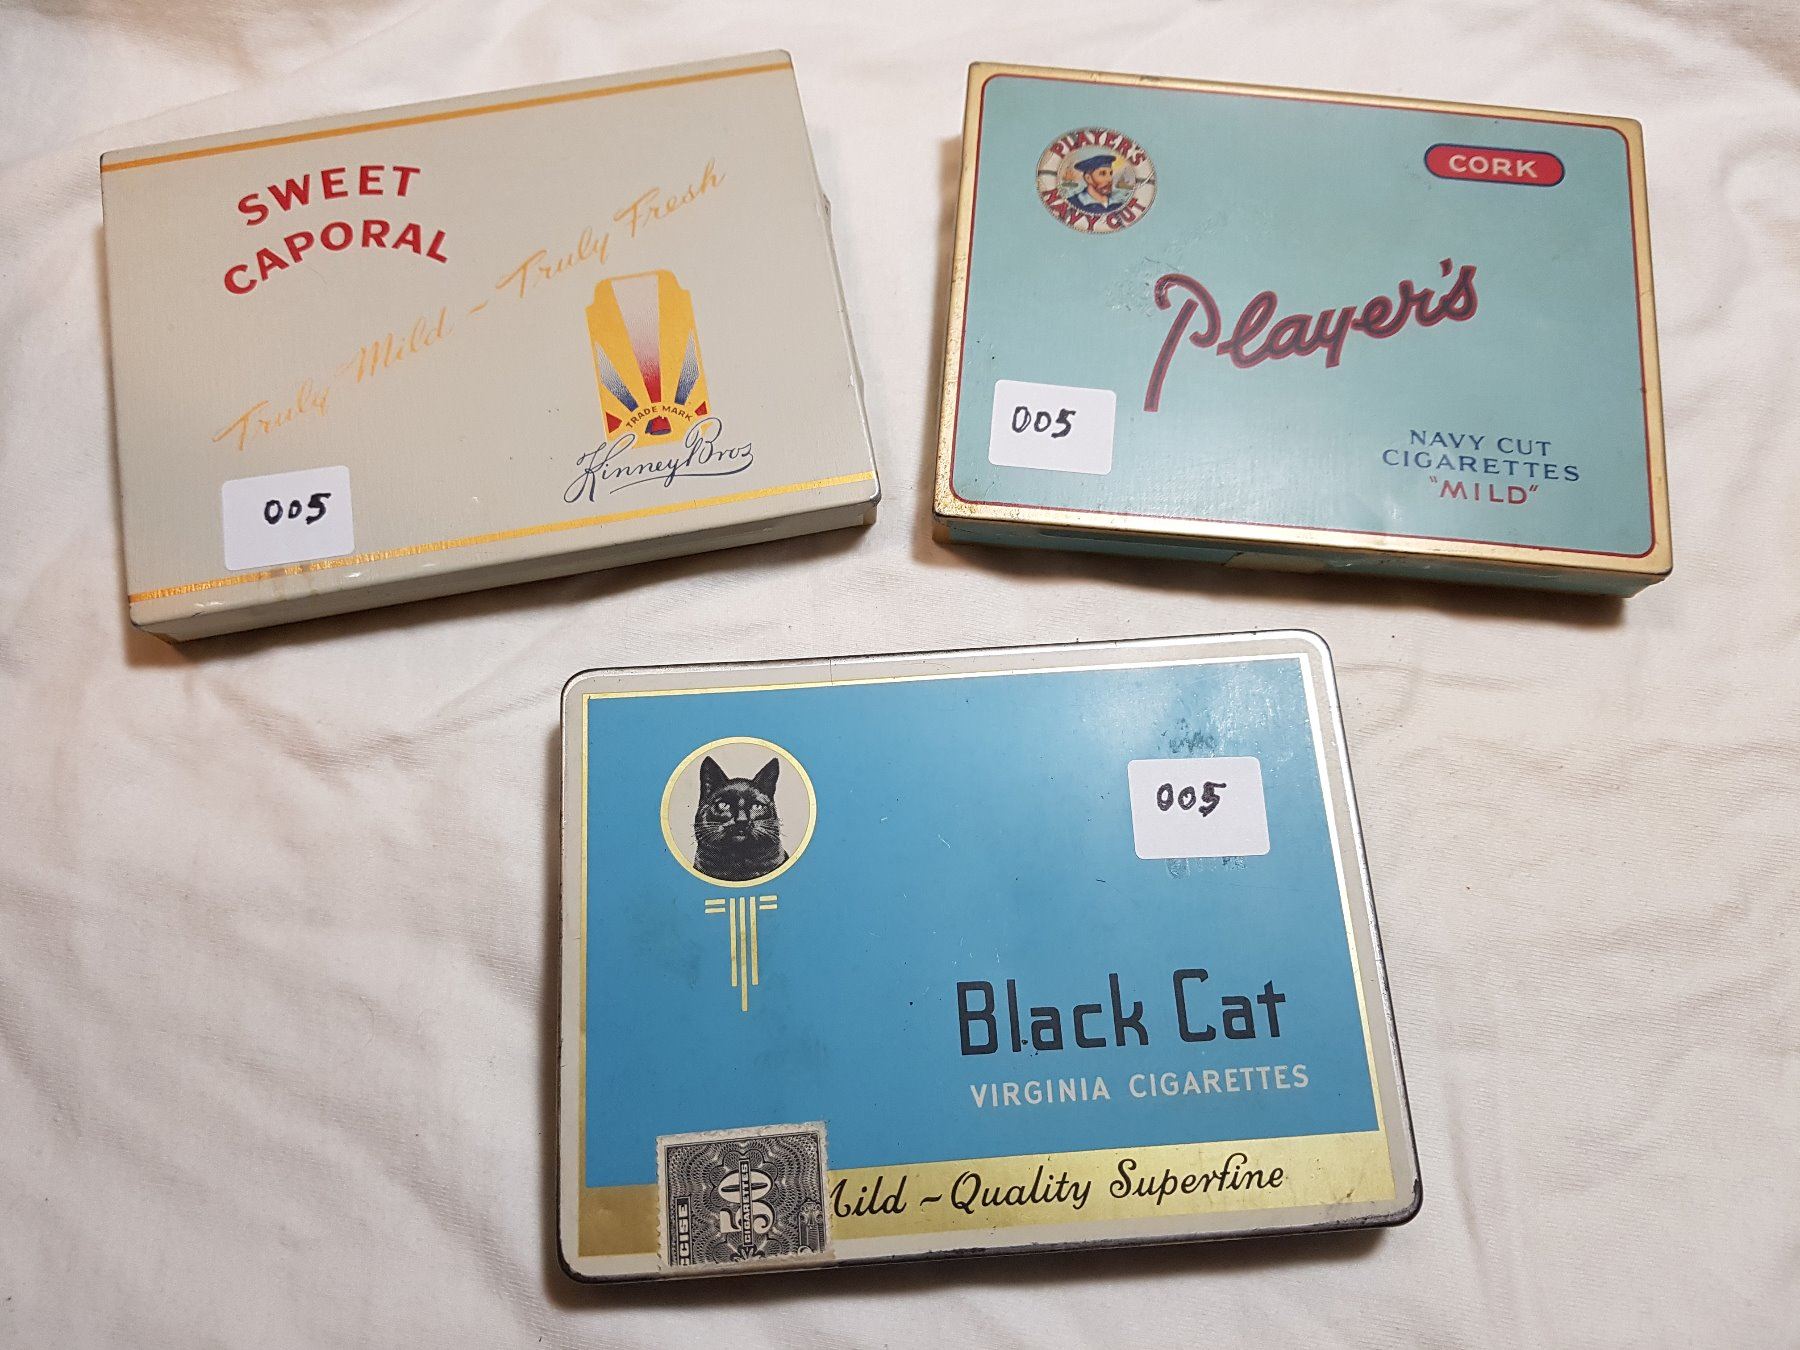 SWEET
CAPORAL
Truly Mild ~ Truly Fresh
TRADE MARK
Kinney Bros
005
PLAYER'S
NAVY CUT
CORK
Player's
005
NAVY CUT
CIGARETTES
"MILD"
005
Black Cat
VIRGINIA CIGARETTES
Mild ~ Quality Superfine
CISE
50
CIGARETTES